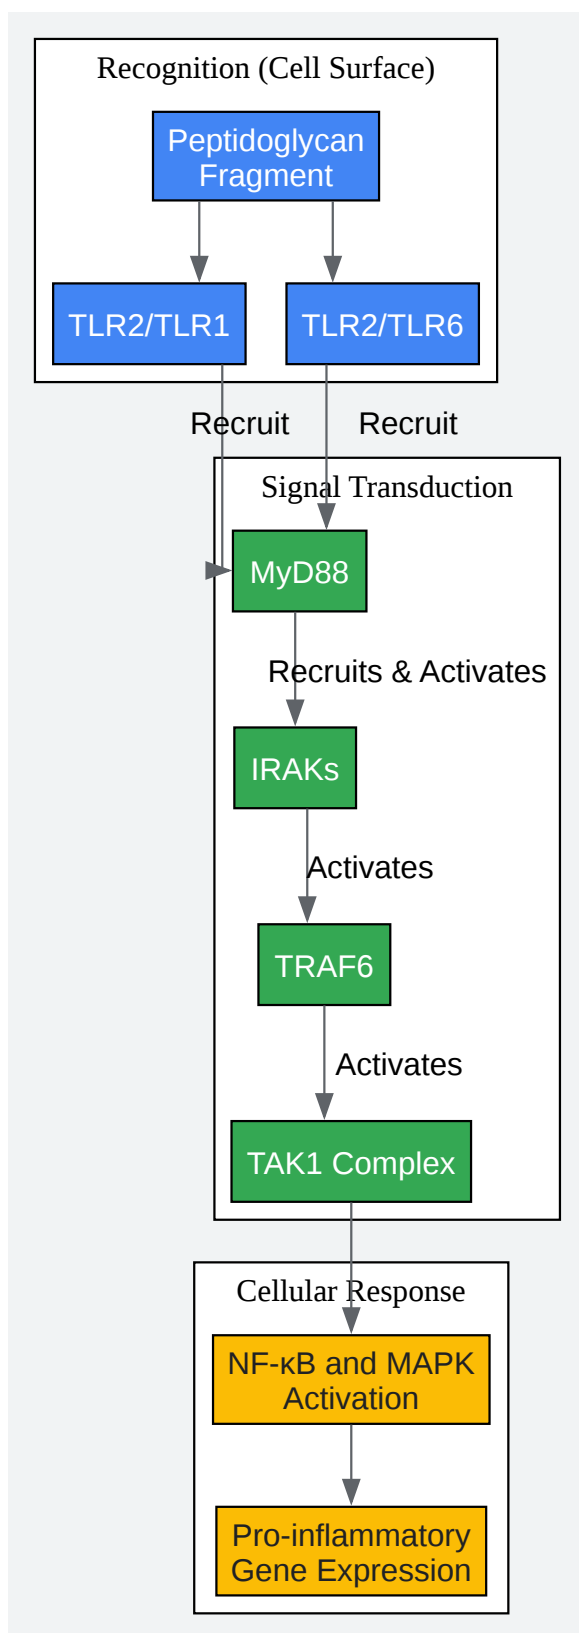 Recognition (Cell Surface)
Peptidoglycan
Fragment
TLR2/TLR1
TLR2/TLR6
Recruit
Recruit
Signal Transduction
MyD88
Recruits & Activates
IRAKs
Activates
TRAF6
Activates
TAK1 Complex
Cellular Response
NF-κB and MAPK
Activation
Pro-inflammatory
Gene Expression